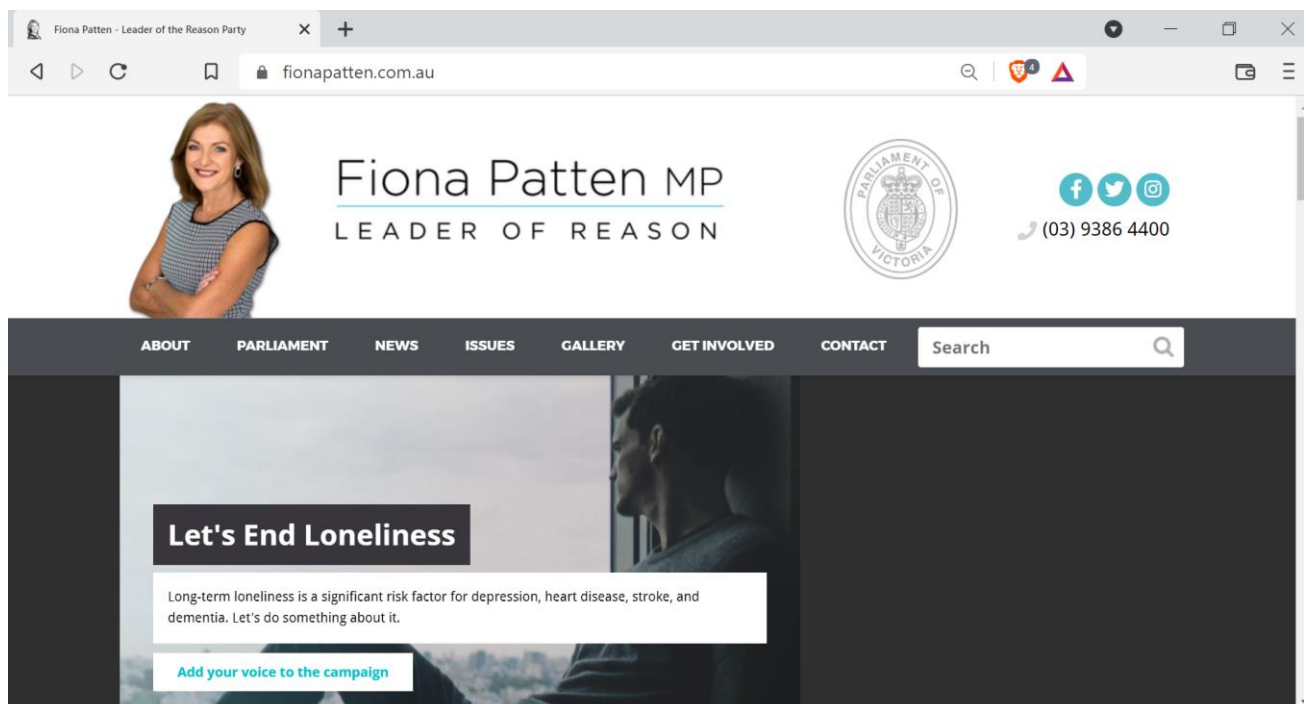 Fiona Patten - Leader of the Reason Party
fionapatten.com.au
4
Fiona Patten MP
LEADER OF REASON
PARLIAMENT OF
VICTORIA
(03) 9386 4400
ABOUT PARLIAMENT NEWS ISSUES GALLERY GET INVOLVED CONTACT Search
Let's End Loneliness
Long-term loneliness is a significant risk factor for depression, heart disease, stroke, and
dementia. Let's do something about it.
Add your voice to the campaign